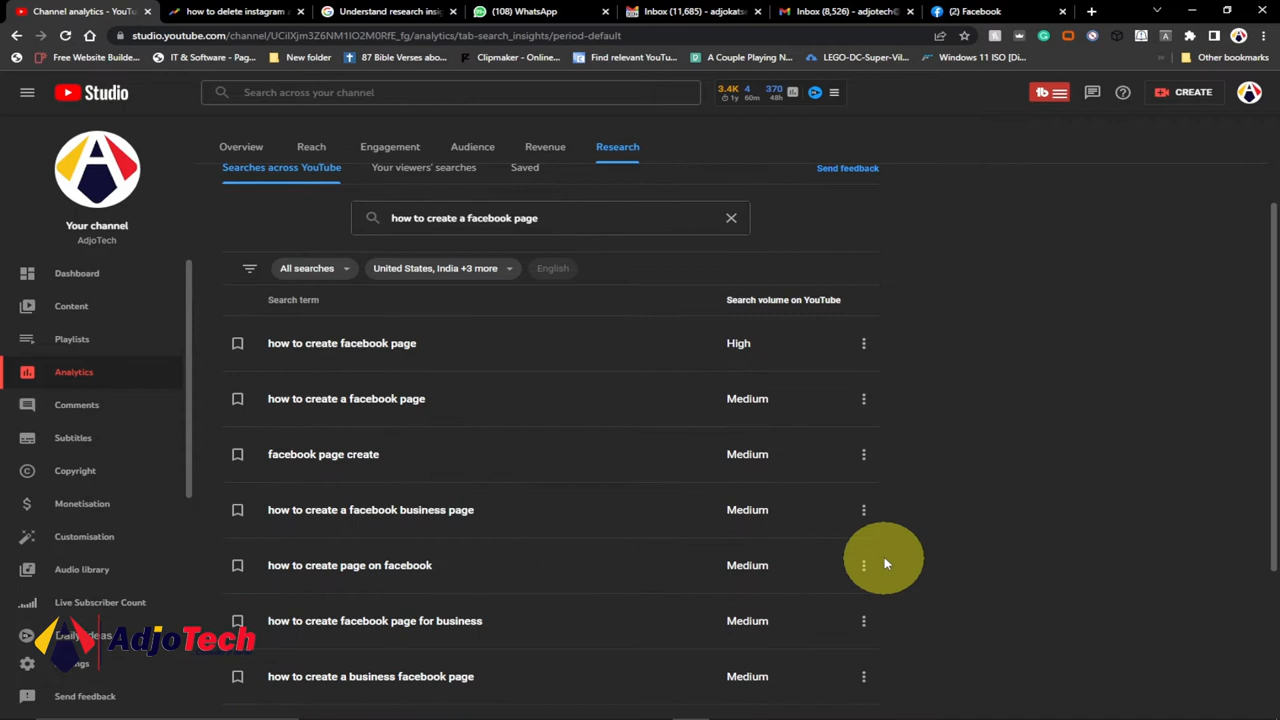 Channel analytics - YouTu
how to delete instagram a
Understand research insig
(108) WhatsApp
Inbox (11,685) - adjokats
Inbox (8,526) - adjotech@
(2) Facebook
studio.youtube.com/channel/UCiIXjm3Z6NM1IO2M0RfE_fg/analytics/tab-search_insights/period-default
Free Website Builde...
IT & Software - Pag...
New folder
87 Bible Verses abo...
Clipmaker - Online...
Find relevant YouTu...
A Couple Playing N...
LEGO-DC-Super-Vil...
Windows 11 ISO [Di...
Other bookmarks
Studio
Search across your channel
3.4K 4 370
1y 60m 48h
tb
CREATE
Your channel
AdjoTech
Dashboard
Content
Playlists
Analytics
Comments
Subtitles
Copyright
Monetisation
Customisation
Audio library
Live Subscriber Count
Send feedback
AdjoTech
Overview
Reach
Engagement
Audience
Revenue
Research
Searches across YouTube
Your viewers' searches
Saved
Send feedback
how to create a facebook page
All searches
United States, India +3 more
English
Search term
Search volume on YouTube
how to create facebook page
High
how to create a facebook page
Medium
facebook page create
Medium
how to create a facebook business page
Medium
how to create page on facebook
Medium
how to create facebook page for business
Medium
how to create a business facebook page
Medium